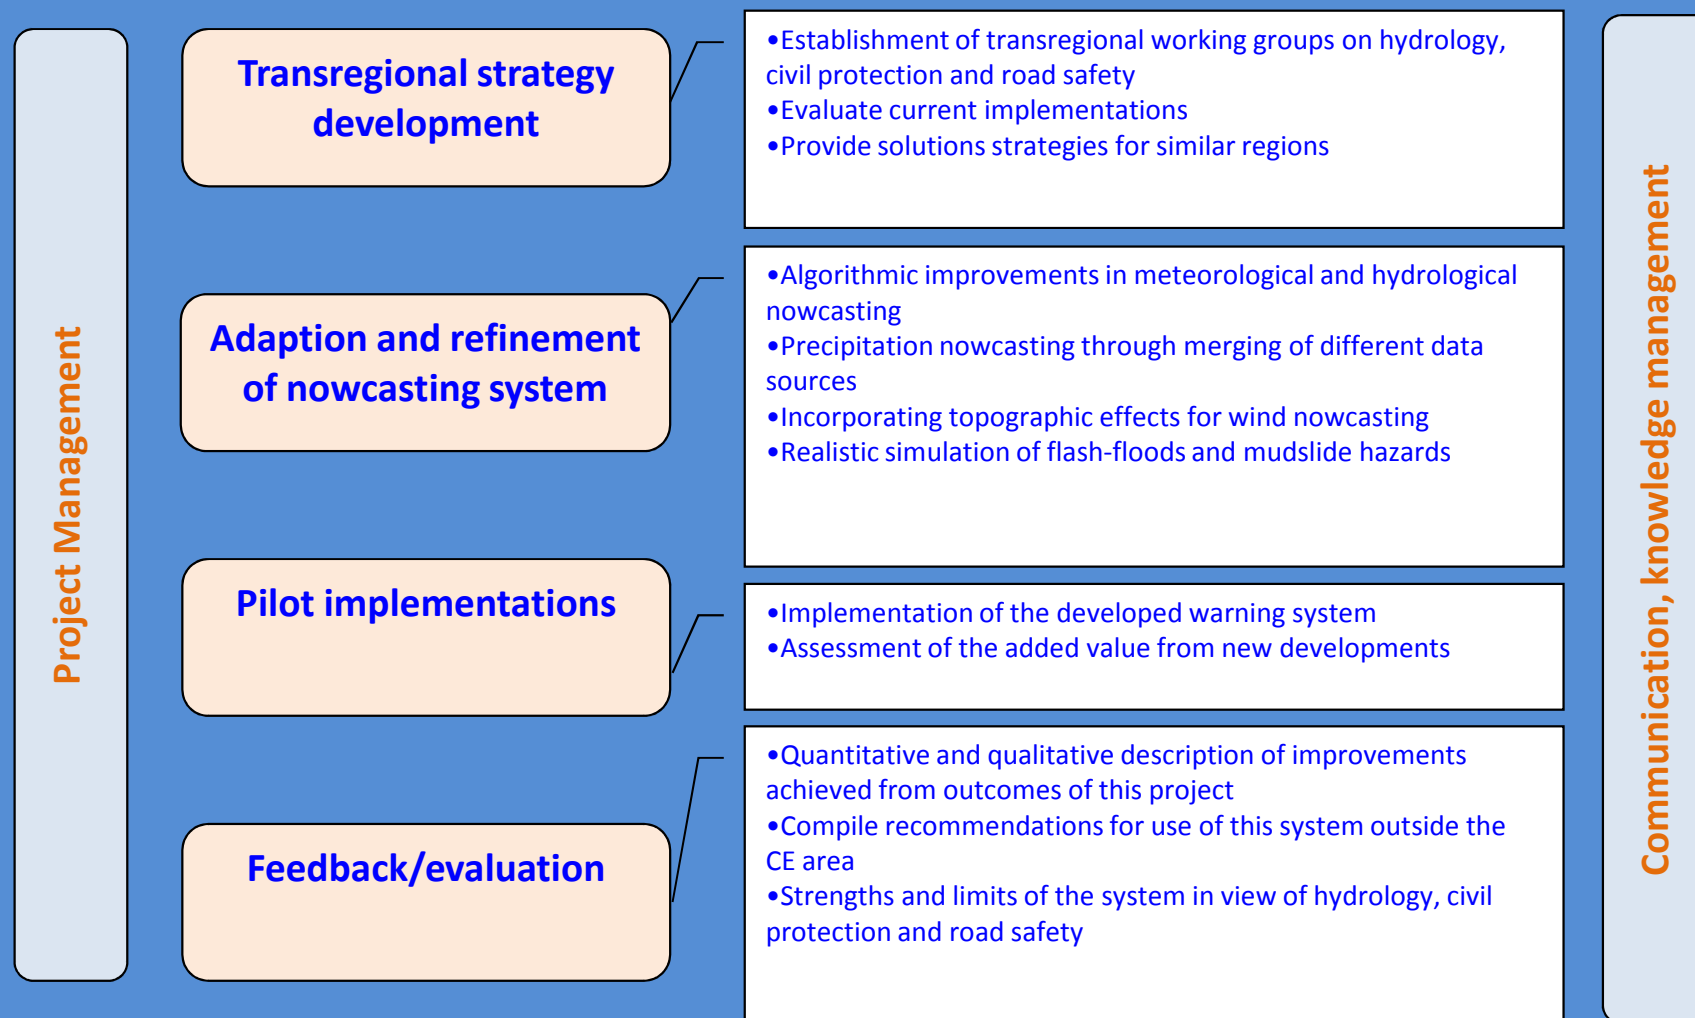 Project Management
Transregional strategy
development
•Establishment of transregional working groups on hydrology,
civil protection and road safety
•Evaluate current implementations
•Provide solutions strategies for similar regions
Adaption and refinement
of nowcasting system
•Algorithmic improvements in meteorological and hydrological
nowcasting
•Precipitation nowcasting through merging of different data
sources
•Incorporating topographic effects for wind nowcasting
•Realistic simulation of flash-floods and mudslide hazards
Pilot implementations
•Implementation of the developed warning system
•Assessment of the added value from new developments
Feedback/evaluation
•Quantitative and qualitative description of improvements
achieved from outcomes of this project
•Compile recommendations for use of this system outside the
CE area
•Strengths and limits of the system in view of hydrology, civil
protection and road safety
Communication, knowledge management